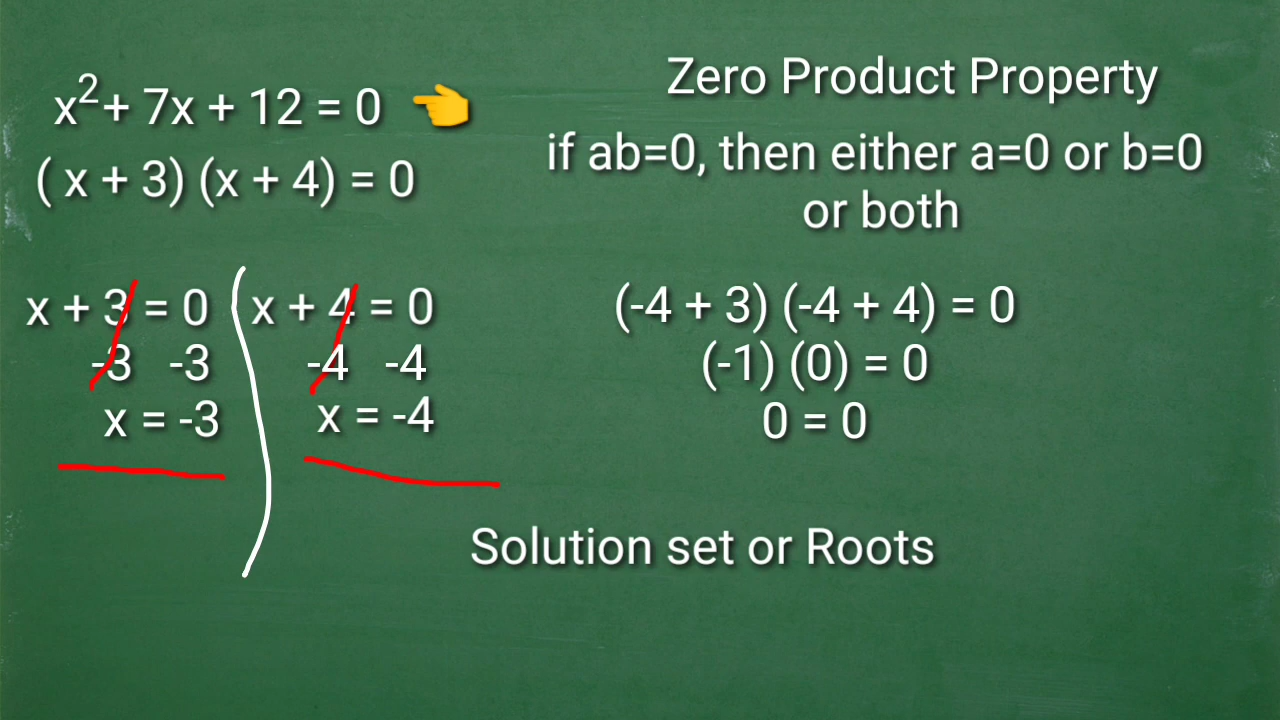 x²+ 7x + 12 = 0
( x + 3) (x + 4) = 0
x + 3 = 0
-3 -3
x = -3
x + 4 = 0
-4 -4
x = -4
Zero Product Property
if ab=0, then either a=0 or b=0
or both
(-4 + 3) (-4 + 4) = 0
(-1) (0) = 0
0 = 0
Solution set or Roots